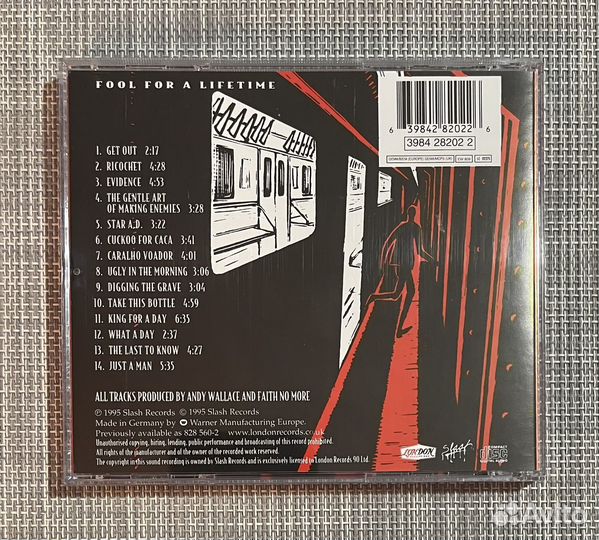 FOOL FOR A LIFETIME
6 39842 82022 6
3984 28202 2
1. GET OUT 2:17
2. RICOCHET 4:28
3. EVIDENCE 4:53
4. THE GENTLE ART
OF MAKING ENEMIES 3:28
5. STAR A.D. 3:22
6. CUCKOO FOR CACA 3:41
7. CARALHO VOADOR 4:01
8. UGLY IN THE MORNING 3:06
9. DIGGING THE GRAVE 3:04
10. TAKE THIS BOTTLE 4:59
11. KING FOR A DAY 6:35
12. WHAT A DAY 2:37
13. THE LAST TO KNOW 4:27
14. JUST A MAN 5:35
ALL TRACKS PRODUCED BY ANDY WALLACE AND FAITH NO MORE
℗ 1995 Slash Records © 1995 Slash Records
Made in Germany by Warner Manufacturing Europe.
Previously available as 828 560-2 www.londonrecords.co.uk
Unauthorised copying, hiring, lending, public performance and broadcasting of this record prohibited.
All rights of the manufacturer and of the owner of the recorded work reserved.
The copyright in this sound recording is owned by Slash Records and is exclusively licensed to London Records 90 Ltd.
LONDON
Slash
COMPACT
disc
DIGITAL AUDIO
Avito